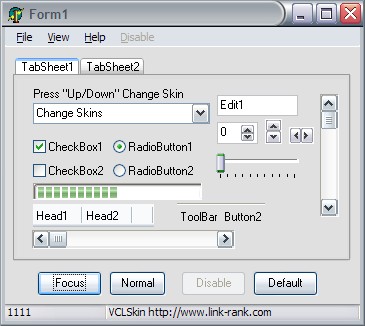 Form1
File View Help Disable
TabSheet1 TabSheet2
Press "Up/Down" Change Skin
Edit1
Change Skins
0
CheckBox1 RadioButton1
CheckBox2 RadioButton2
Head1 Head2
ToolBar Button2
Focus Normal Disable Default
1111 VCLSkin http://www.link-rank.com